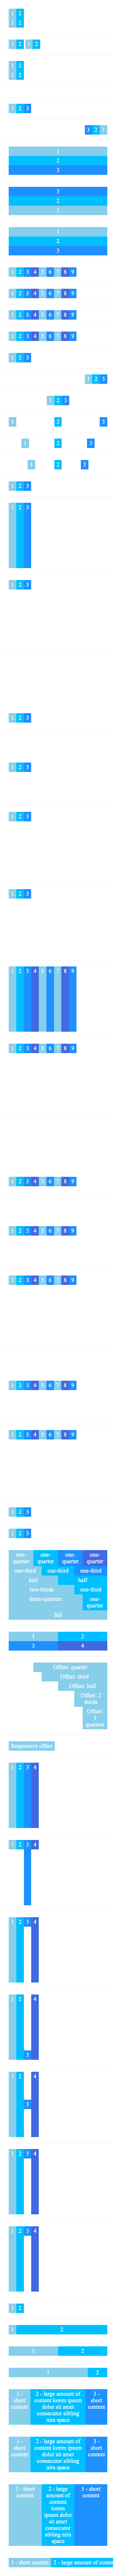 1 2
1 2
1 2 1 2
1 2
1 2
1 2 3
3 2 1
1
2
3
3
2
1
1
2
3
1 2 3 4 5 6 7 8 9
1 2 3 4 5 6 7 8 9
1 2 3 4 5 6 7 8 9
1 2 3 4 5 6 7 8 9
1 2 3
1 2 3
1 2 3
1 2 3
1 2 3
1 2 3
1 2 3
1 2 3
1 2 3
1 2 3
1 2 3
1 2 3
1 2 3
1 2 3 4 5 6 7 8 9
1 2 3 4 5 6 7 8 9
1 2 3 4 5 6 7 8 9
1 2 3 4 5 6 7 8 9
1 2 3 4 5 6 7 8 9
1 2 3 4 5 6 7 8 9
1 2 3 4 5 6 7 8 9
1 2 3
1 2 3
one- one- one- one-
quarter quarter quarter quarter
one-third one-third one-third
half half
two-thirds one-third
three-quarters one-
quarter
full
1 2
3 4
Offset: quarter
Offset: third
Offset: half
Offset: 2
thirds
Offset:
3
quarters
Responsive offset
1 2 3 4
1 2 3 4
1 2 3 4
1 2 4
3
1 2 4
3
1 2 3 4
1 2 3 4
1 2
1 2
1 2
1 2
1 - 2 - large amount of 3 -
short content lorem ipsum short
content dolor sit amet content
consecutor sibling
nira space
1 - 2 - large amount of 3 -
short content lorem ipsum short
content dolor sit amet content
consecutor sibling
nira space
1 - short 2 - large 3 - short
content amount of content
content
lorem
ipsum dolor
sit amet
consecutor
sibling nira
space
1 - short content 2 - large amount of conte